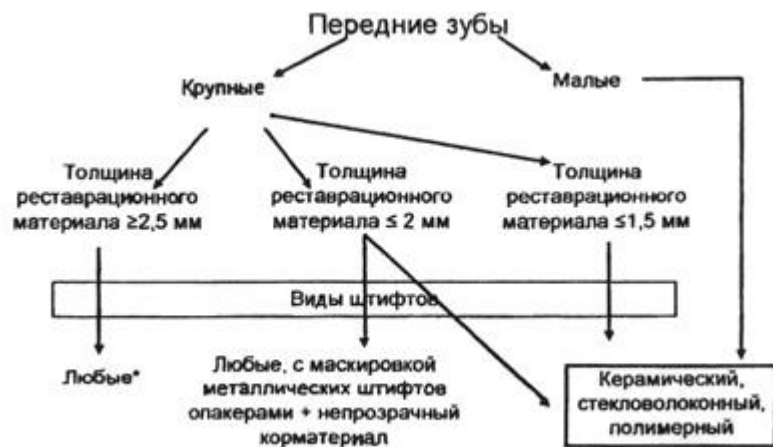 Передние зубы
Крупные
Малые
Толщина
реставрационного
материала ≥2,5 мм
Толщина
реставрационного
материала ≤ 2 мм
Толщина
реставрационного
материала ≤1,5 мм
Виды штифтов
Любые*
Любые, с маскировкой
металлических штифтов
опакерами + непрозрачный
корматериал
Керамический,
стекловолоконный,
полимерный